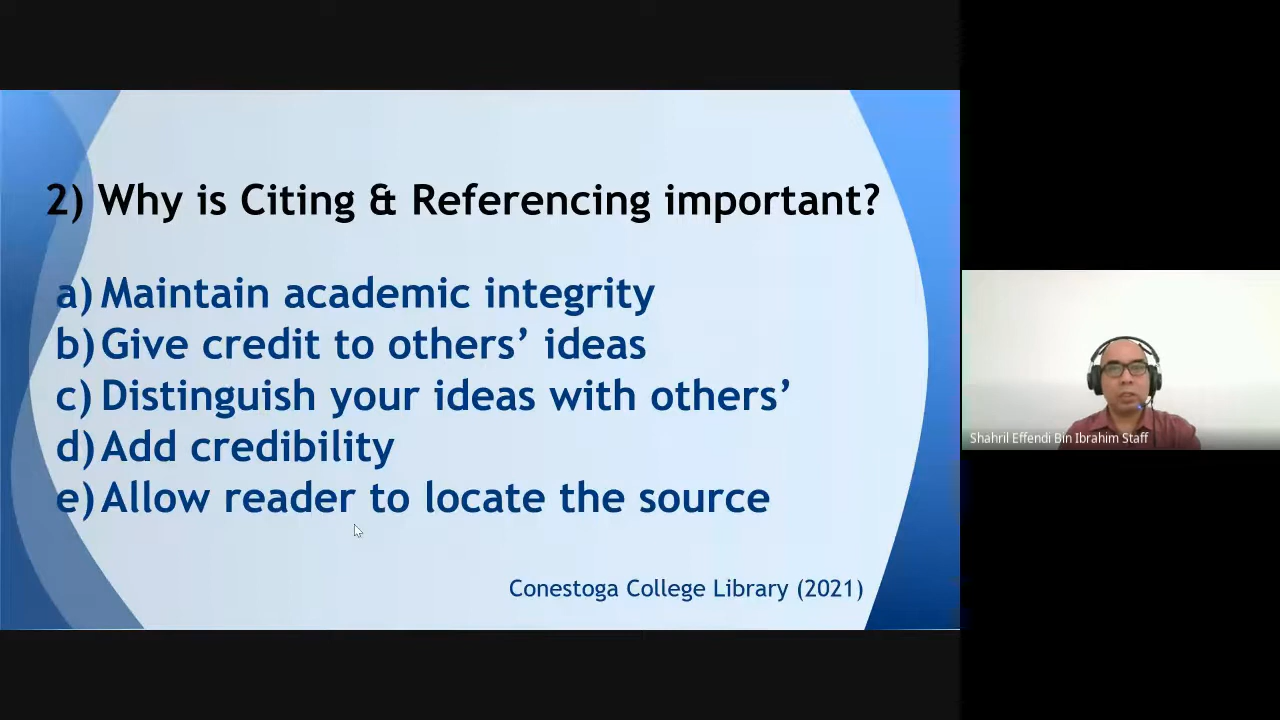 2) Why is Citing & Referencing important?
a) Maintain academic integrity
b) Give credit to others’ ideas
c) Distinguish your ideas with others’
d) Add credibility
e) Allow reader to locate the source
Conestoga College Library (2021)
Shahril Effendi Bin Ibrahim Staff